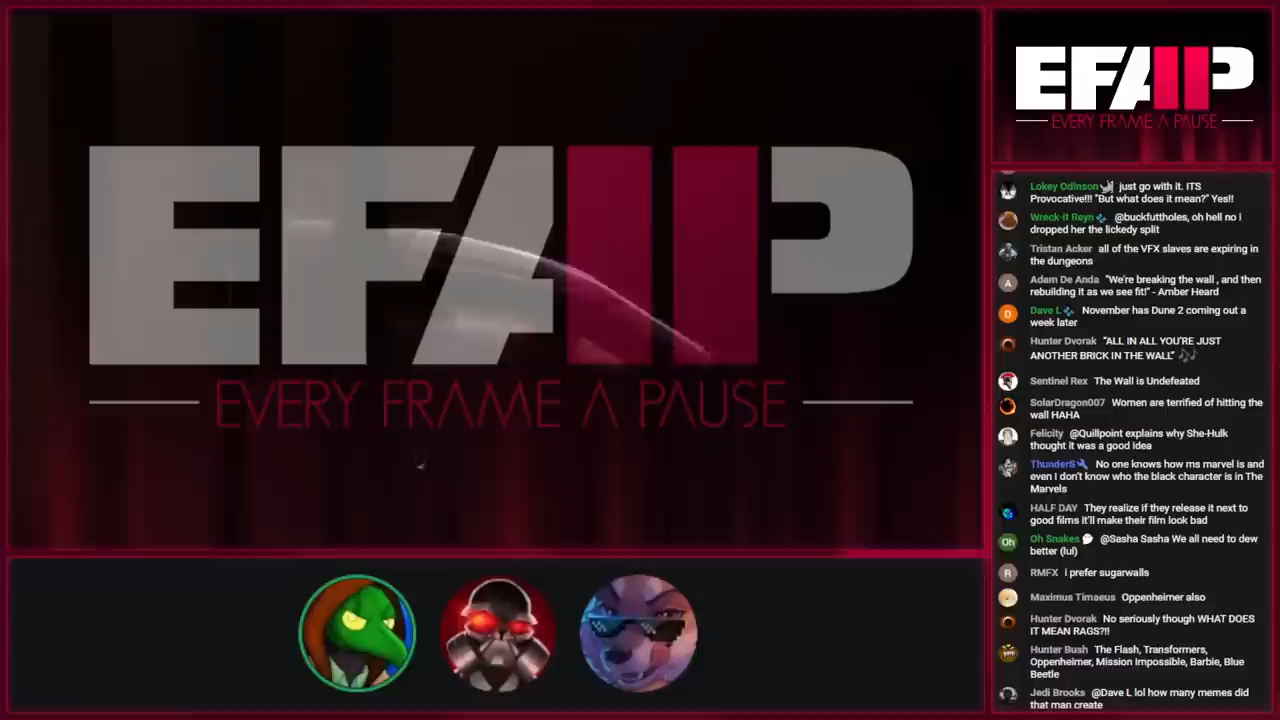 EFAP
EVERY FRAME A PAUSE
EFAP
EVERY FRAME A PAUSE
Lokey Odinson just go with it. ITS
Provocative!!! "But what does it mean?" Yes!!
Wreck-It Reyn @buckfuttholes, oh hell no i
dropped her the lickedy split
Tristan Acker all of the VFX slaves are expiring in
the dungeons
A Adam De Anda "We're breaking the wall , and then
rebuilding it as we see fit!" - Amber Heard
D Dave L November has Dune 2 coming out a
week later
Hunter Dvorak "ALL IN ALL YOU'RE JUST
ANOTHER BRICK IN THE WALL"
Sentinel Rex The Wall is Undefeated
SolarDragon007 Women are terrified of hitting the
wall HAHA
Felicity @Quillpoint explains why She-Hulk
thought it was a good idea
ThunderS No one knows how ms marvel is and
even I don't know who the black character is in The
Marvels
HALF DAY They realize if they release it next to
good films it'll make their film look bad
Oh Oh Snakes @Sasha Sasha We all need to dew
better (lul)
R RMFX i prefer sugarwalls
Maximus Timaeus Oppenheimer also
Hunter Dvorak No seriously though WHAT DOES
IT MEAN RAGS?!!
Hunter Bush The Flash, Transformers,
Oppenheimer, Mission Impossible, Barbie, Blue
Beetle
Jedi Brooks @Dave L lol how many memes did
that man create